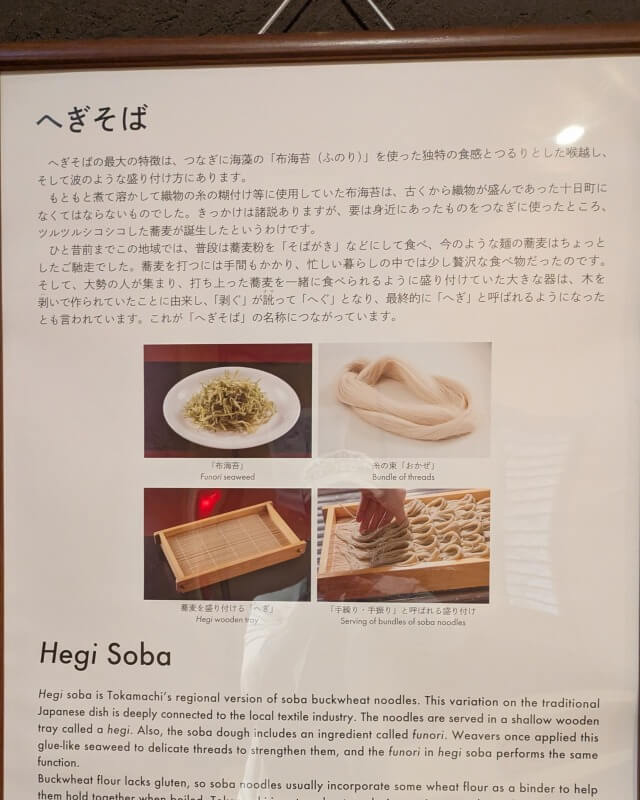 へぎそば
へぎそばの最大の特徴は、つなぎに海藻の「布海苔（ふのり）」を使った独特の食感とつるりとした喉越し、
そして波のような盛り付け方にあります。
もともと煮て溶かして織物の糸の糊付け等に使用していた布海苔は、古くから織物が盛んであった十日町に
なくてはならないものでした。きっかけは諸説ありますが、要は身近にあったものをつなぎに使ったところ、
ツルツルシコシコした蕎麦が誕生したというわけです。
ひと昔前までこの地域では、普段は蕎麦粉を「そばがき」などにして食べ、今のような麺の蕎麦はちょっと
したご馳走でした。蕎麦を打つには手間もかかり、忙しい暮らしの中では少し贅沢な食べ物だったのです。
そして、大勢の人が集まり、打ち上った蕎麦を一緒に食べられるように盛り付けていた大きな器は、木を
剥いで作られていたことに由来し、「剥ぐ」が訛って「へぐ」となり、最終的に「へぎ」と呼ばれるようになった
とも言われています。これが「へぎそば」の名称につながっています。
「布海苔」
Funori seaweed
糸の束「おかぜ」
Bundle of threads
蕎麦を盛り付ける「へぎ」
Hegi wooden tray
「手繰り・手振り」と呼ばれる盛り付け
Serving of bundles of soba noodles
Hegi Soba
Hegi soba is Tokamachi's regional version of soba buckwheat noodles. This variation on the traditional
Japanese dish is deeply connected to the local textile industry. The noodles are served in a shallow wooden
tray called a hegi. Also, the soba dough includes an ingredient called funori. Weavers once applied this
glue-like seaweed to delicate threads to strengthen them, and the funori in hegi soba performs the same
function.
Buckwheat flour lacks gluten, so soba noodles usually incorporate some wheat flour as a binder to help
them hold together when boiled.